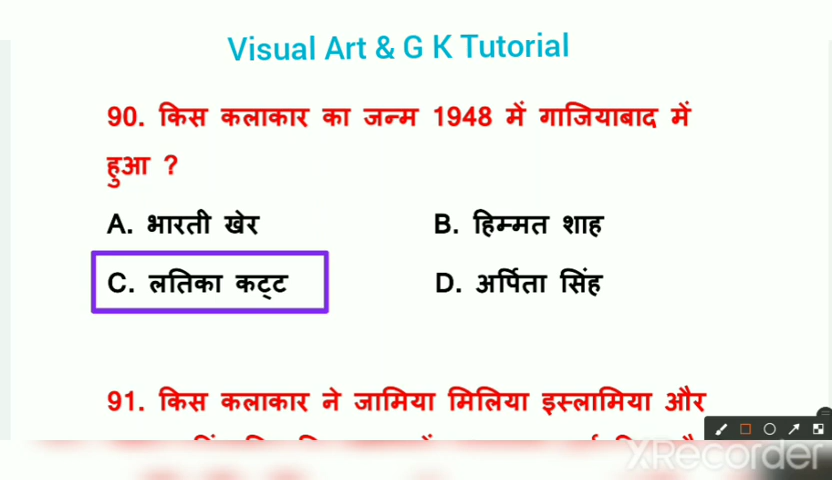 Visual Art & G K Tutorial
90. किस कलाकार का जन्म 1948 में गाजियाबाद में
हुआ ?
A. भारती खेर B. हिम्मत शाह
C. लतिका कट्ट D. अर्पिता सिंह
91. किस कलाकार ने जामिया मिलिया इस्लामिया और
XRecorder